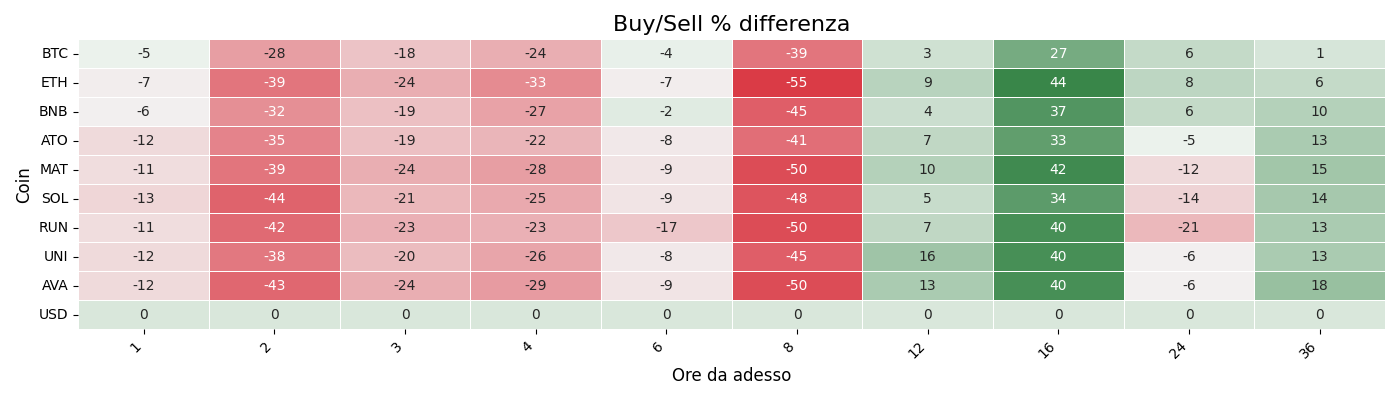 Buy/Sell % differenza
Coin
BTC -5 -28 -18 -24 -4 -39 3 27 6 1
ETH -7 -39 -24 -33 -7 -55 9 44 8 6
BNB -6 -32 -19 -27 -2 -45 4 37 6 10
ATO -12 -35 -19 -22 -8 -41 7 33 -5 13
MAT -11 -39 -24 -28 -9 -50 10 42 -12 15
SOL -13 -44 -21 -25 -9 -48 5 34 -14 14
RUN -11 -42 -23 -23 -17 -50 7 40 -21 13
UNI -12 -38 -20 -26 -8 -45 16 40 -6 13
AVA -12 -43 -24 -29 -9 -50 13 40 -6 18
USD 0 0 0 0 0 0 0 0 0 0
1 2 3 4 6 8 12 16 24 36
Ore da adesso